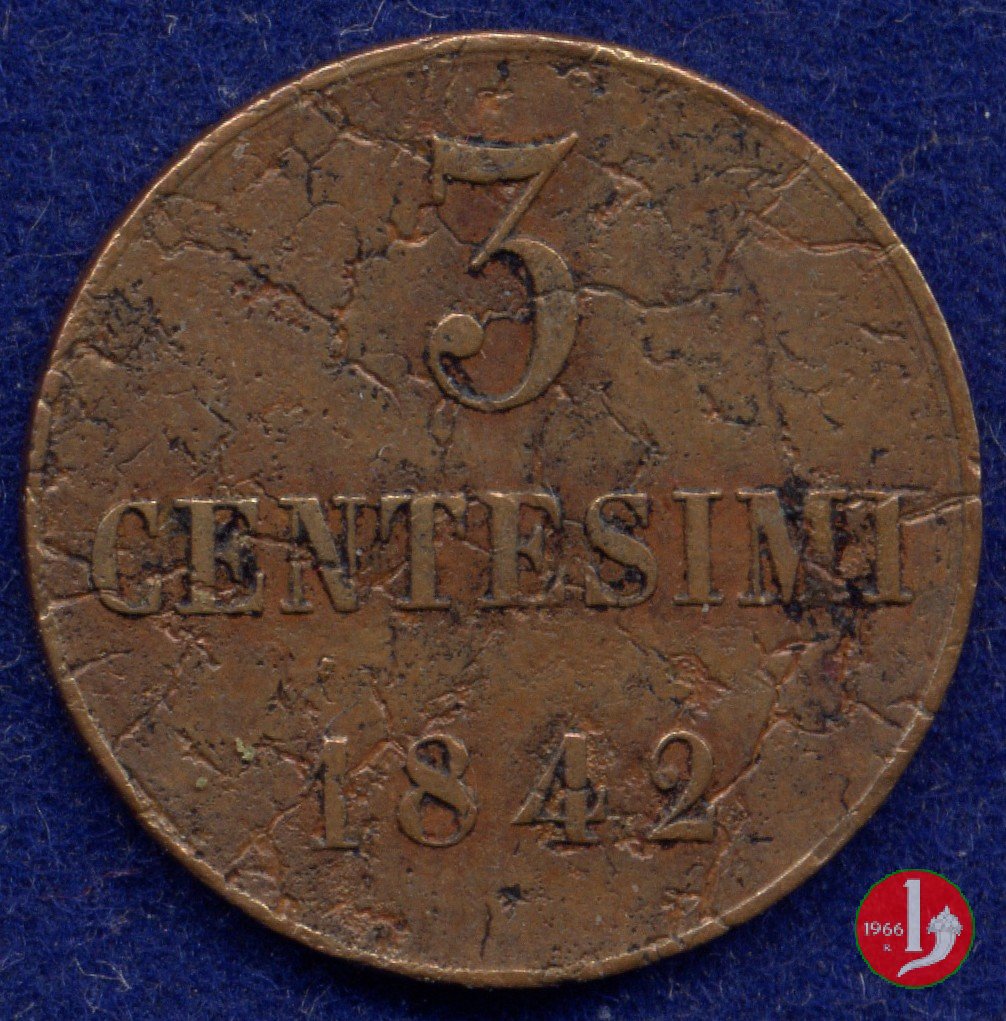 3
CENTESIMI
1842
1966 L
R